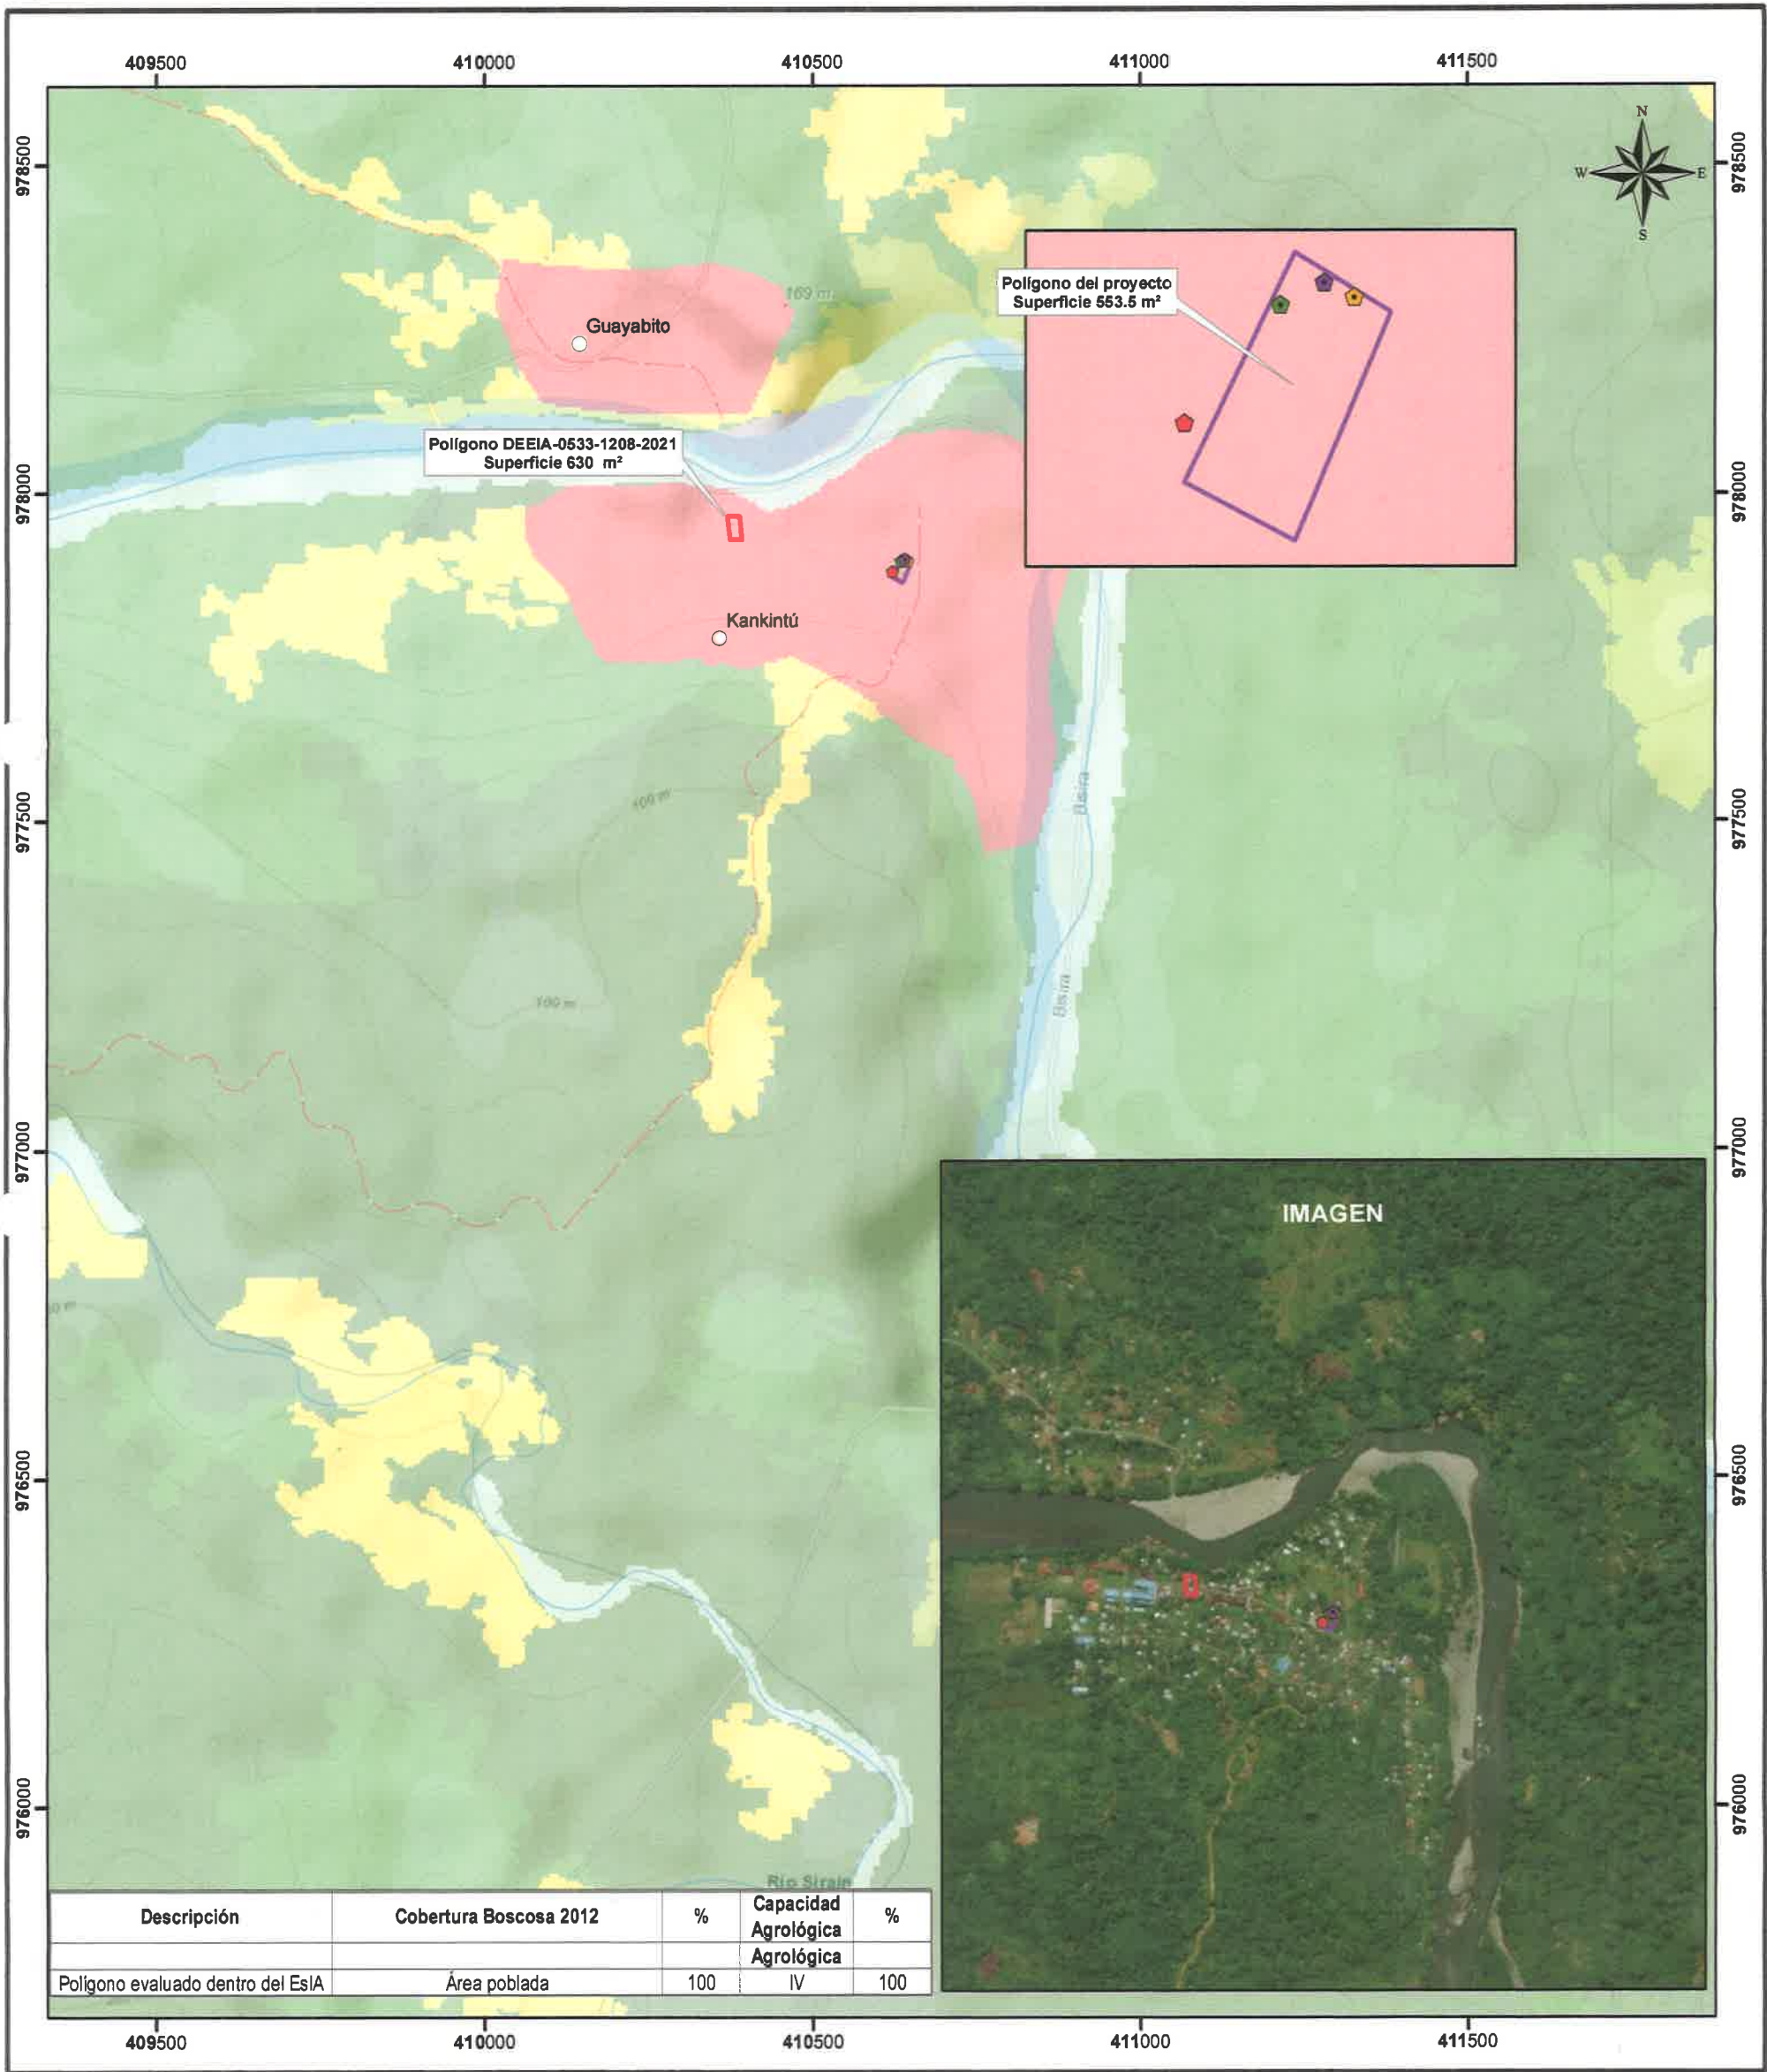 409500 410000 410500 411000 411500
978500
978500
N
W E
S
169 m
Guayabito
Polígono del proyecto
Superficie 553.5 m²
Polígono DEEIA-0533-1208-2021
Superficie 630 m²
978000
978000
Kankintú
Bisira
100 m
977500
977500
Bisira
100 m
977000
977000
IMAGEN
976500
976500
976000
976000
Río Sirain
Descripción Cobertura Boscosa 2012 % Capacidad Agrológica %
Agrológica
Polígono evaluado dentro del EsIA Área poblada 100 IV 100
409500 410000 410500 411000 411500